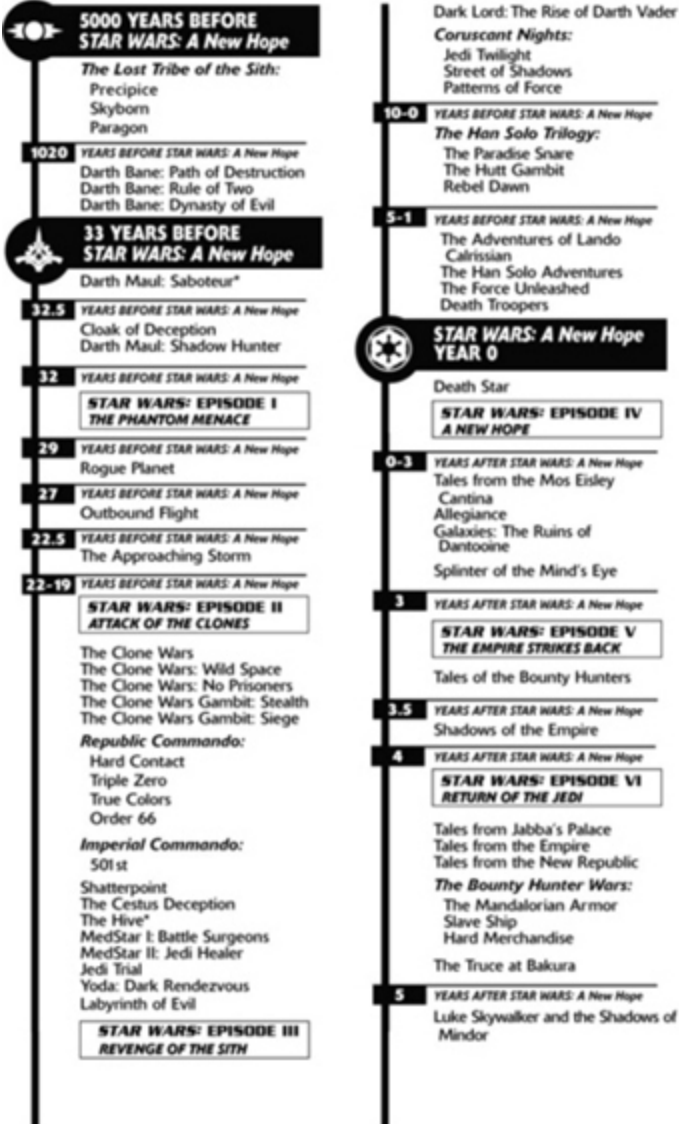 5000 YEARS BEFORE
STAR WARS: A New Hope
The Lost Tribe of the Sith:
Precipice
Skyborn
Paragon
1020 YEARS BEFORE STAR WARS: A New Hope
Darth Bane: Path of Destruction
Darth Bane: Rule of Two
Darth Bane: Dynasty of Evil
33 YEARS BEFORE
STAR WARS: A New Hope
Darth Maul: Saboteur*
32.5 YEARS BEFORE STAR WARS: A New Hope
Cloak of Deception
Darth Maul: Shadow Hunter
32 YEARS BEFORE STAR WARS: A New Hope
STAR WARS: EPISODE I
THE PHANTOM MENACE
29 YEARS BEFORE STAR WARS: A New Hope
Rogue Planet
27 YEARS BEFORE STAR WARS: A New Hope
Outbound Flight
22.5 YEARS BEFORE STAR WARS: A New Hope
The Approaching Storm
22-19 YEARS BEFORE STAR WARS: A New Hope
STAR WARS: EPISODE II
ATTACK OF THE CLONES
The Clone Wars
The Clone Wars: Wild Space
The Clone Wars: No Prisoners
The Clone Wars Gambit: Stealth
The Clone Wars Gambit: Siege
Republic Commando:
Hard Contact
Triple Zero
True Colors
Order 66
Imperial Commando:
501st
Shatterpoint
The Cestus Deception
The Hive*
MedStar I: Battle Surgeons
MedStar II: Jedi Healer
Jedi Trial
Yoda: Dark Rendezvous
Labyrinth of Evil
STAR WARS: EPISODE III
REVENGE OF THE SITH
Dark Lord: The Rise of Darth Vader
Coruscant Nights:
Jedi Twilight
Street of Shadows
Patterns of Force
10-0 YEARS BEFORE STAR WARS: A New Hope
The Han Solo Trilogy:
The Paradise Snare
The Hutt Gambit
Rebel Dawn
5-1 YEARS BEFORE STAR WARS: A New Hope
The Adventures of Lando
Calrissian
The Han Solo Adventures
The Force Unleashed
Death Troopers
STAR WARS: A New Hope
YEAR 0
Death Star
STAR WARS: EPISODE IV
A NEW HOPE
0-3 YEARS AFTER STAR WARS: A New Hope
Tales from the Mos Eisley
Cantina
Allegiance
Galaxies: The Ruins of
Dantooine
Splinter of the Mind's Eye
3 YEARS AFTER STAR WARS: A New Hope
STAR WARS: EPISODE V
THE EMPIRE STRIKES BACK
Tales of the Bounty Hunters
3.5 YEARS AFTER STAR WARS: A New Hope
Shadows of the Empire
4 YEARS AFTER STAR WARS: A New Hope
STAR WARS: EPISODE VI
RETURN OF THE JEDI
Tales from Jabba's Palace
Tales from the Empire
Tales from the New Republic
The Bounty Hunter Wars:
The Mandalorian Armor
Slave Ship
Hard Merchandise
The Truce at Bakura
5 YEARS AFTER STAR WARS: A New Hope
Luke Skywalker and the Shadows of
Mindor